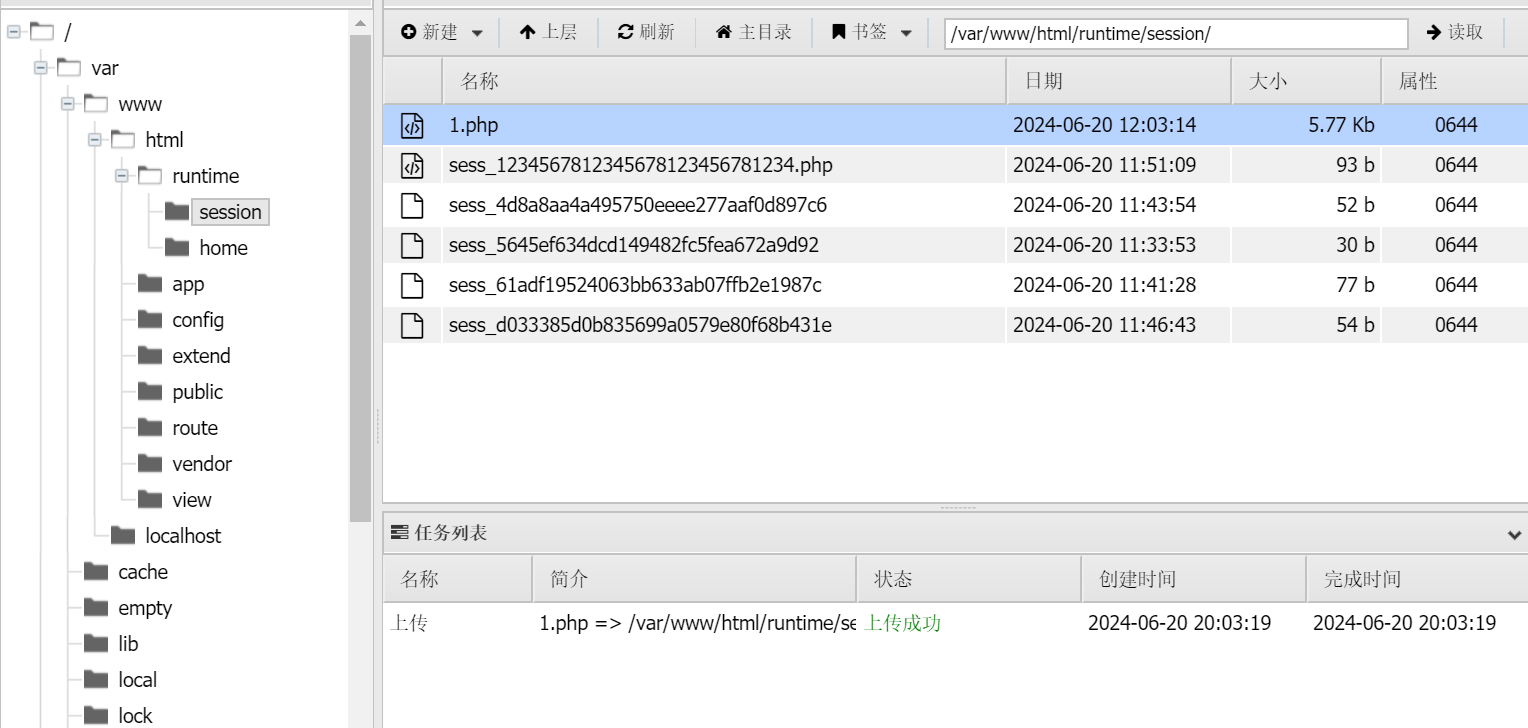 /
var
www
html
runtime
session
home
app
config
extend
public
route
vendor
view
localhost
cache
empty
lib
local
lock
新建 上层 刷新 主目录 书签 /var/www/html/runtime/session/ 读取
名称 日期 大小 属性
1.php 2024-06-20 12:03:14 5.77 Kb 0644
sess_1234567812345678123456781234.php 2024-06-20 11:51:09 93 b 0644
sess_4d8a8aa4a495750eeee277aaf0d897c6 2024-06-20 11:43:54 52 b 0644
sess_5645ef634dcd149482fc5fea672a9d92 2024-06-20 11:33:53 30 b 0644
sess_61adf19524063bb633ab07ffb2e1987c 2024-06-20 11:41:28 77 b 0644
sess_d033385d0b835699a0579e80f68b431e 2024-06-20 11:46:43 54 b 0644
任务列表
名称 简介 状态 创建时间 完成时间
上传 1.php => /var/www/html/runtime/se 上传成功 2024-06-20 20:03:19 2024-06-20 20:03:19